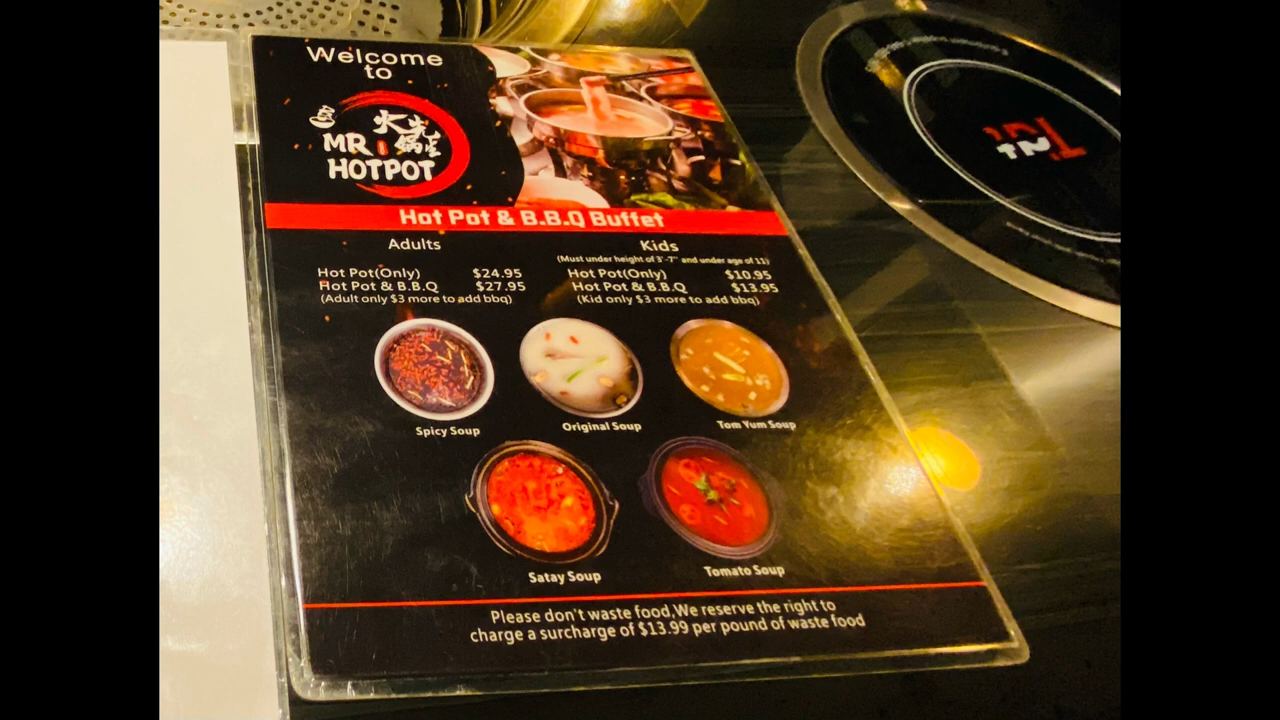 Welcome
to
火先
MR 鍋生
HOTPOT
Hot Pot & B.B.Q Buffet
Adults
Hot Pot(Only) $24.95
Hot Pot & B.B.Q $27.95
(Adult only $3 more to add bbq)
Kids
(Must under height of 3'-7" and under age of 11)
Hot Pot(Only) $10.95
Hot Pot & B.B.Q $13.95
(Kid only $3 more to add bbq)
Spicy Soup
Original Soup
Tom Yum Soup
Satay Soup
Tomato Soup
Please don't waste food,We reserve the right to
charge a surcharge of $13.99 per pound of waste food